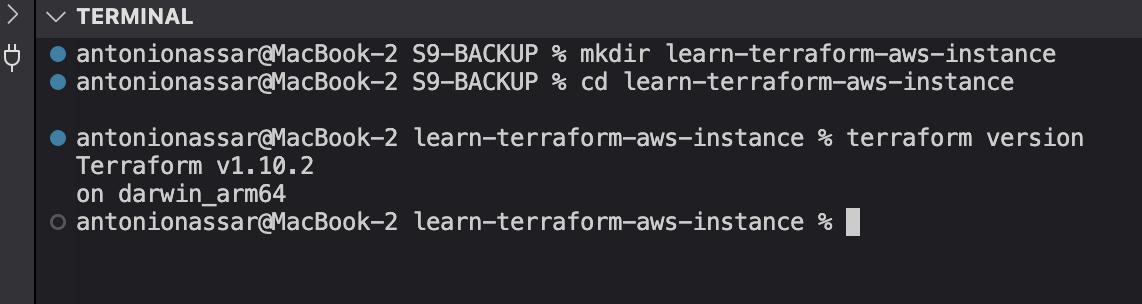 TERMINAL
antonionassar@MacBook-2 S9-BACKUP % mkdir learn-terraform-aws-instance
antonionassar@MacBook-2 S9-BACKUP % cd learn-terraform-aws-instance
antonionassar@MacBook-2 learn-terraform-aws-instance % terraform version
Terraform v1.10.2
on darwin_arm64
antonionassar@MacBook-2 learn-terraform-aws-instance %